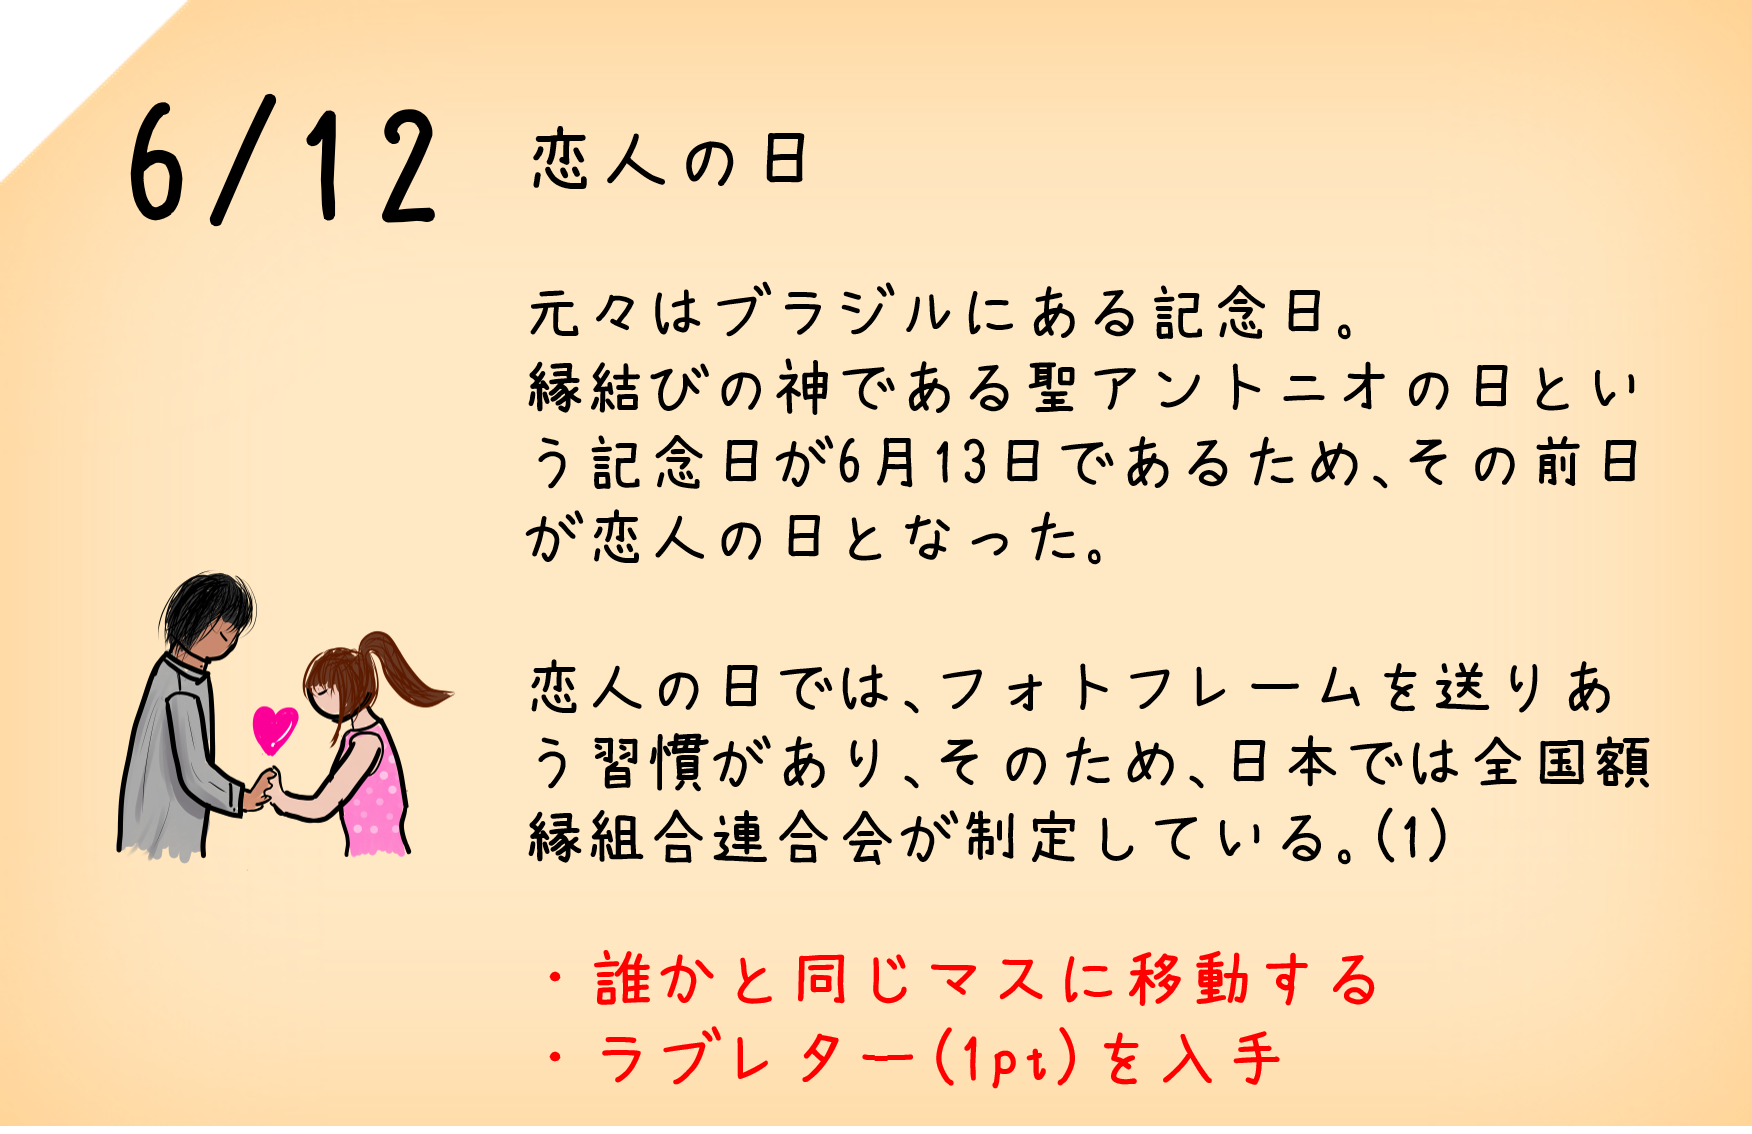 6/12
恋人の日
元々はブラジルにある記念日。
縁結びの神である聖アントニオの日とい
う記念日が6月13日であるため、その前日
が恋人の日となった。
恋人の日では、フォトフレームを送りあ
う習慣があり、そのため、日本では全国額
縁組合連合会が制定している。(1)
・誰かと同じマスに移動する
・ラブレター(1pt)を入手